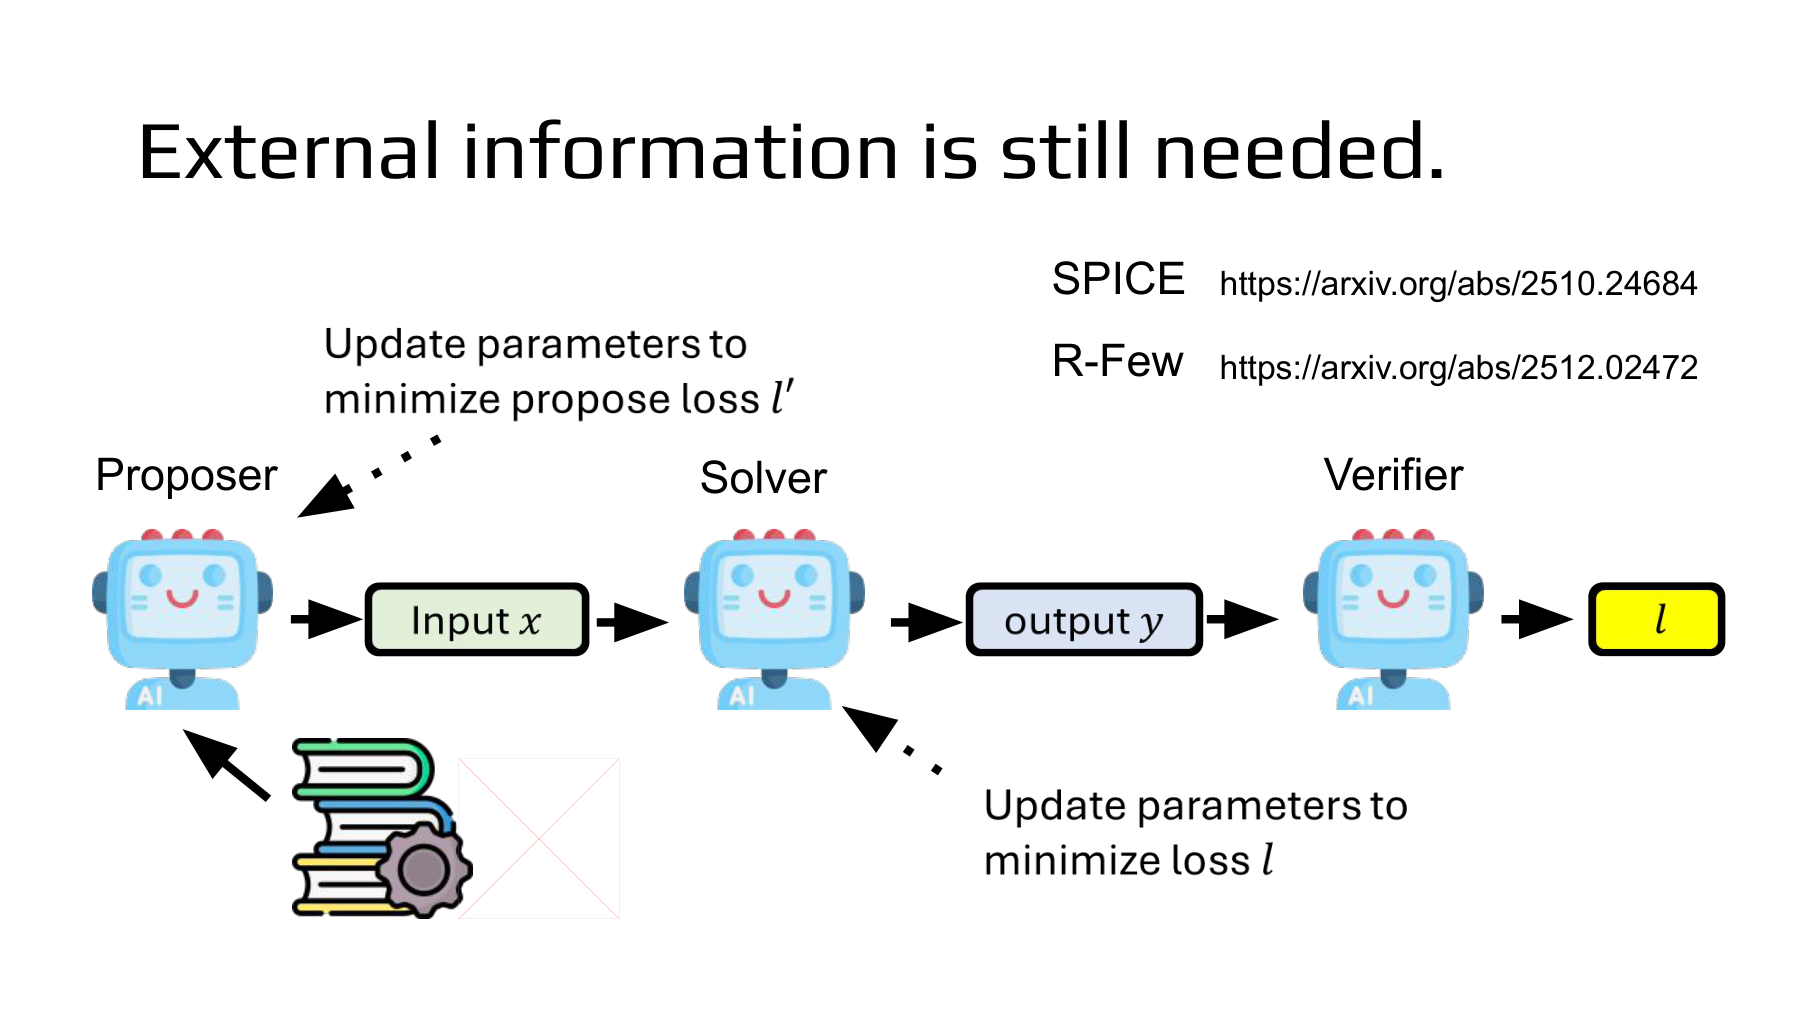 External information is still needed.
SPICE https://arxiv.org/abs/2510.24684
R-Few https://arxiv.org/abs/2512.02472
Update parameters to
minimize propose loss l′
Proposer
Solver
Verifier
Input x
output y
l
AI
AI
AI
Update parameters to
minimize loss l